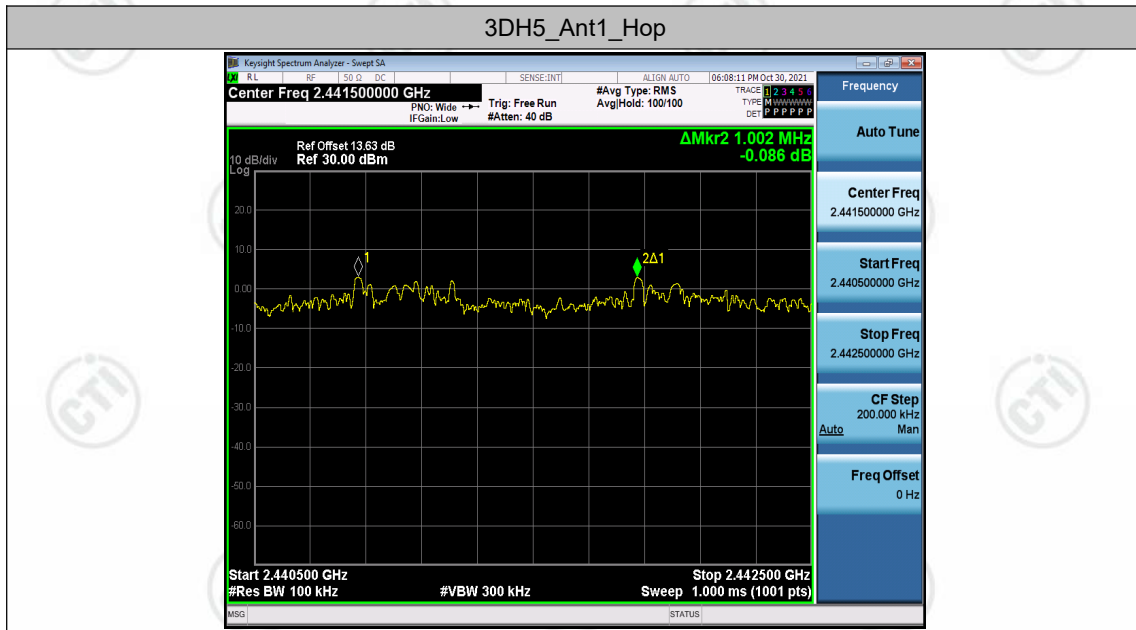 3DH5_Ant1_Hop
Keysight Spectrum Analyzer - Swept SA
LXI RL RF 50 Ω DC SENSE:INT ALIGN AUTO 06:08:11 PM Oct 30, 2021
Center Freq 2.441500000 GHz
PNO: Wide
IFGain:Low
Trig: Free Run
#Atten: 40 dB
#Avg Type: RMS
Avg|Hold: 100/100
TRACE 1 2 3 4 5 6
TYPE M WWWWW
DET P P P P P P
ΔMkr2 1.002 MHz
-0.086 dB
Ref Offset 13.63 dB
10 dB/div Ref 30.00 dBm
Log
20.0
10.0
0.00
-10.0
-20.0
-30.0
-40.0
-50.0
-60.0
1
2Δ1
Start 2.440500 GHz Stop 2.442500 GHz
#Res BW 100 kHz #VBW 300 kHz Sweep 1.000 ms (1001 pts)
MSG STATUS
Frequency
Auto Tune
Center Freq
2.441500000 GHz
Start Freq
2.440500000 GHz
Stop Freq
2.442500000 GHz
CF Step
200.000 kHz
Auto Man
Freq Offset
0 Hz
CTI
CTI